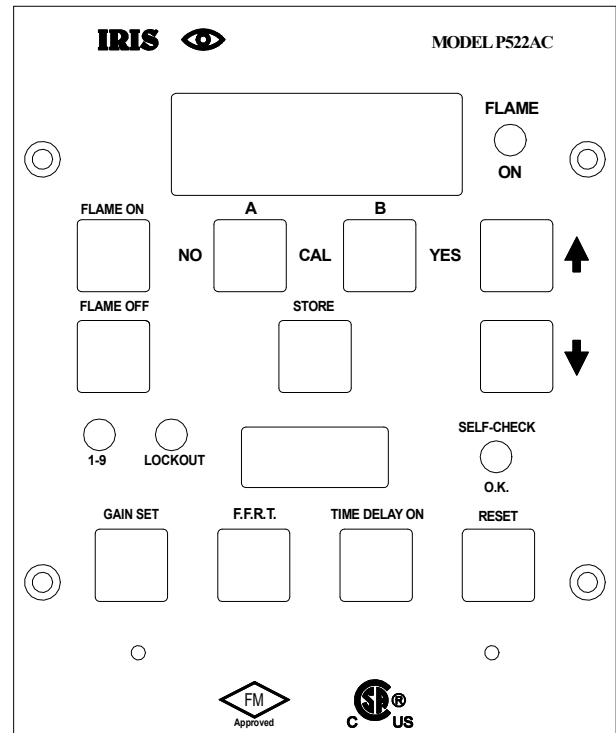 IRIS MODEL P522AC
FLAME
ON
FLAME ON A B
NO CAL YES
FLAME OFF STORE
SELF-CHECK
1-9 LOCKOUT
O.K.
GAIN SET F.F.R.T. TIME DELAY ON RESET
FM
Approved
SA ®
C US